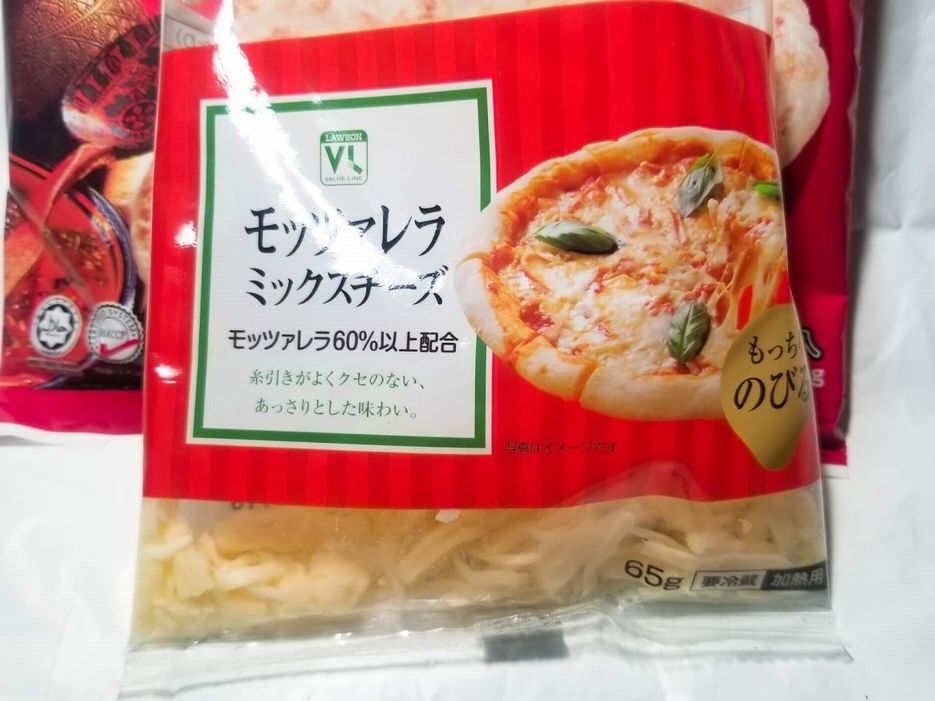 LAWSON
VL
VALUE LINE
モッツァレラ
ミックスチーズ
モッツァレラ60%以上配合
糸引きがよくクセのない、
あっさりとした味わい。
もっち
のびる
写真はイメージです
65g 要冷蔵 加熱用
HACCP